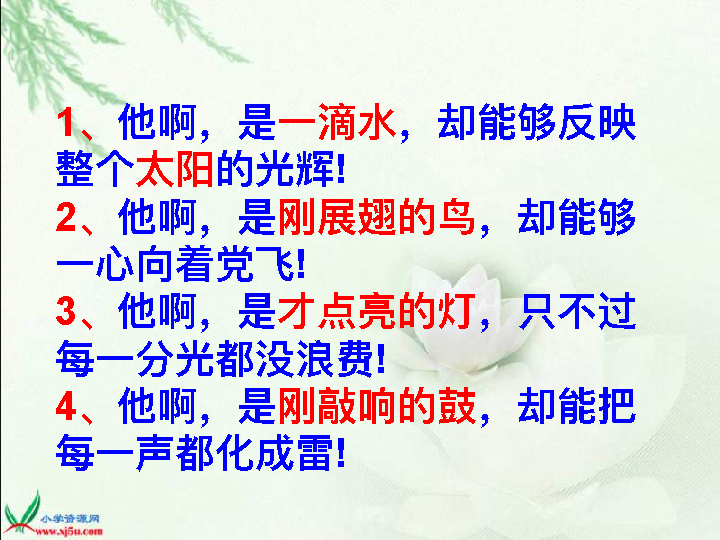 1、他啊，是一滴水，却能够反映
整个太阳的光辉!
2、他啊，是刚展翅的鸟，却能够
一心向着党飞!
3、他啊，是才点亮的灯，只不过
每一分光都没浪费!
4、他啊，是刚敲响的鼓，却能把
每一声都化成雷!
小学资源网
www.xj5u.com